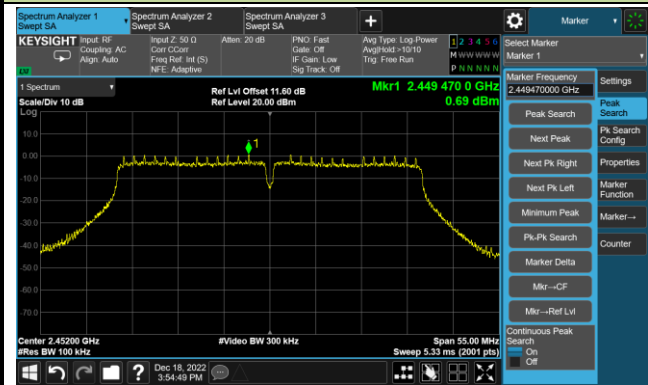 Spectrum Analyzer 1
Swept SA
Spectrum Analyzer 2
Swept SA
Spectrum Analyzer 3
Swept SA
+
Marker
KEYSIGHT
Input: RF
Coupling: AC
Align: Auto
Input Z: 50 Ω
Corr CCorr
Freq Ref: Int (S)
NFE: Adaptive
Atten: 20 dB
PNO: Fast
Gate: Off
IF Gain: Low
Sig Track: Off
Avg Type: Log-Power
Avg|Hold:>10/10
Trig: Free Run
1 2 3 4 5 6
M W W W W W
P N N N N N
Select Marker
Marker 1
1 Spectrum
Scale/Div 10 dB
Log
Ref Lvl Offset 11.60 dB
Ref Level 20.00 dBm
Mkr1 2.449 470 0 GHz
0.69 dBm
10.0
0.00
-10.0
-20.0
-30.0
-40.0
-50.0
-60.0
-70.0
1
Center 2.45200 GHz
#Res BW 100 kHz
#Video BW 300 kHz
Span 55.00 MHz
Sweep 5.33 ms (2001 pts)
Marker Frequency
2.449470000 GHz
Peak Search
Next Peak
Next Pk Right
Next Pk Left
Minimum Peak
Pk-Pk Search
Marker Delta
Mkr→CF
Mkr→Ref Lvl
Continuous Peak
Search
On
Off
Settings
Peak
Search
Pk Search
Config
Properties
Marker
Function
Marker→
Counter
?
Dec 18, 2022
3:54:49 PM